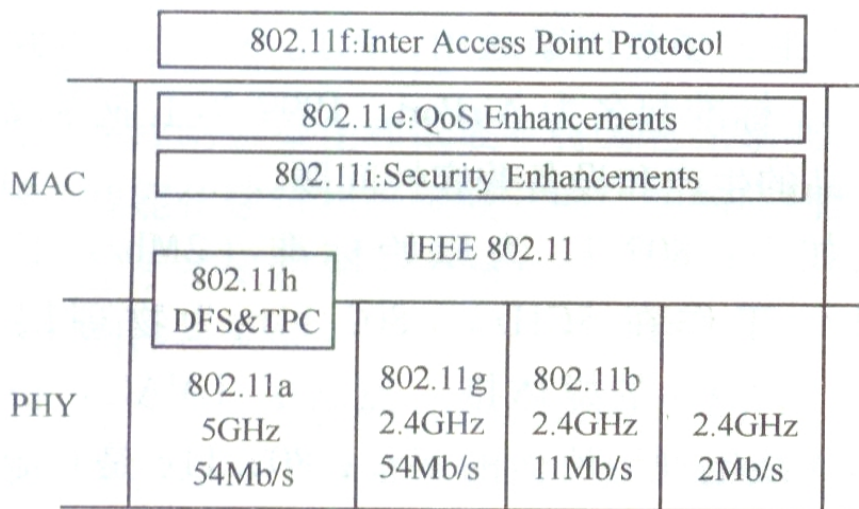 802.11f:Inter Access Point Protocol
802.11e:QoS Enhancements
802.11i:Security Enhancements
MAC
IEEE 802.11
802.11h
DFS&TPC
PHY
802.11a
5GHz
54Mb/s
802.11g
2.4GHz
54Mb/s
802.11b
2.4GHz
11Mb/s
2.4GHz
2Mb/s